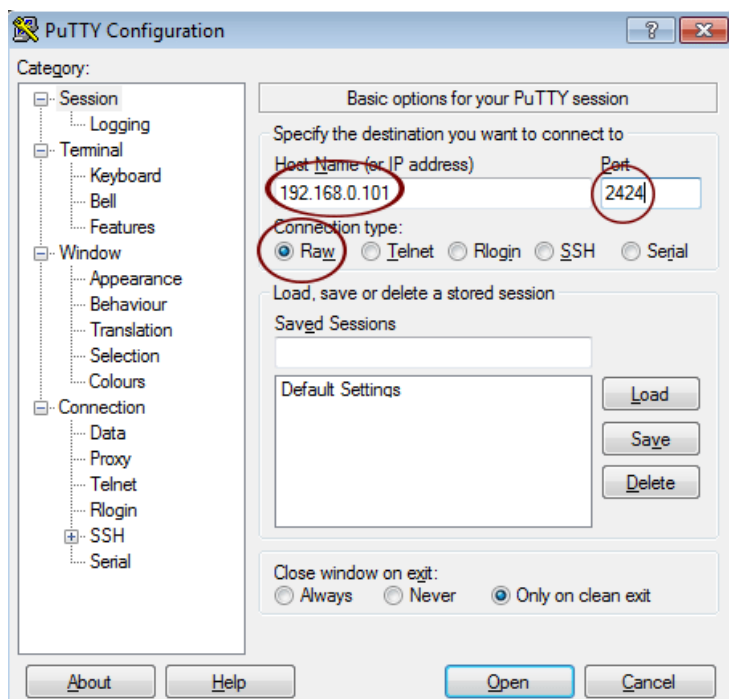 PuTTY Configuration
Category:
Session
Logging
Terminal
Keyboard
Bell
Features
Window
Appearance
Behaviour
Translation
Selection
Colours
Connection
Data
Proxy
Telnet
Rlogin
SSH
Serial
Basic options for your PuTTY session
Specify the destination you want to connect to
Host Name (or IP address) Port
192.168.0.101 2424
Connection type:
Raw Telnet Rlogin SSH Serial
Load, save or delete a stored session
Saved Sessions
Default Settings
Load
Save
Delete
Close window on exit:
Always Never Only on clean exit
About Help Open Cancel